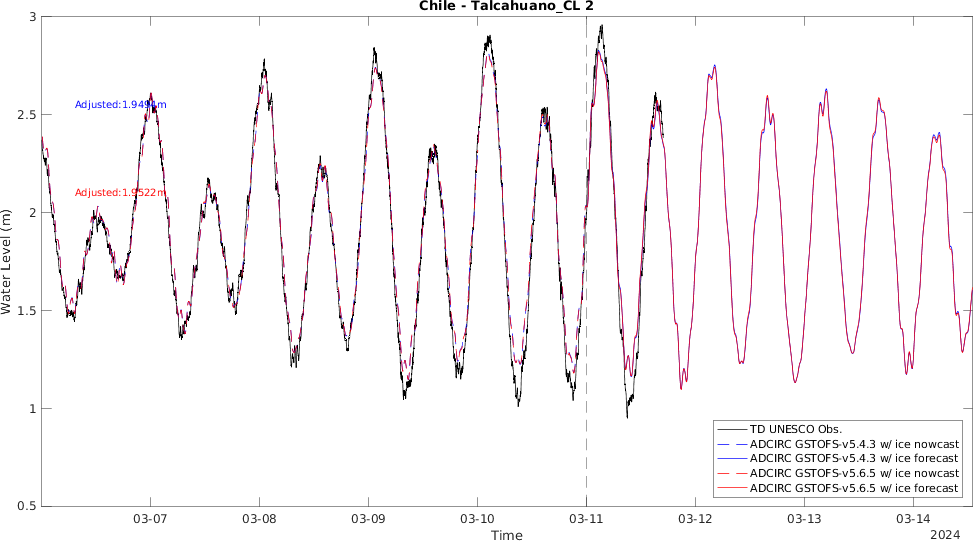 Chile - Talcahuano_CL 2
Water Level (m)
3
2.5
2
1.5
1
0.5
Adjusted:1.9494m
Adjusted:1.9522m
TD UNESCO Obs.
ADCIRC GSTOFS-v5.4.3 w/ ice nowcast
ADCIRC GSTOFS-v5.4.3 w/ ice forecast
ADCIRC GSTOFS-v5.6.5 w/ ice nowcast
ADCIRC GSTOFS-v5.6.5 w/ ice forecast
03-07 03-08 03-09 03-10 03-11 03-12 03-13 03-14
Time
2024